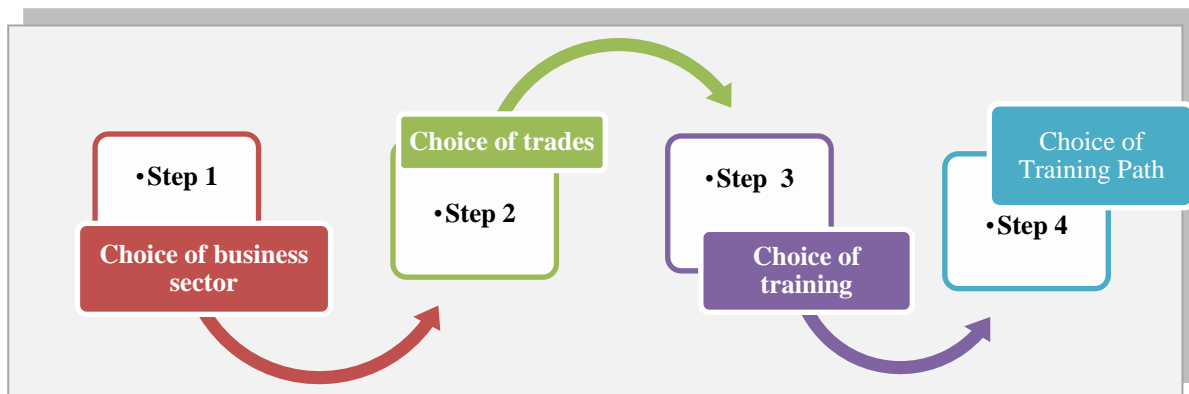 •Step 1
Choice of business
sector
Choice of trades
•Step 2
•Step  3
Choice of
training
Choice of
Training Path
•Step 4